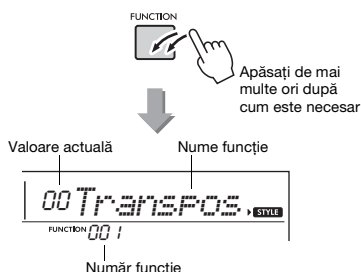 FUNCTION
Apăsați de mai
multe ori după
cum este necesar
Valoare actuală
Nume funcție
00 Transpos.
STYLE
FUNCTION 001
Număr funcție